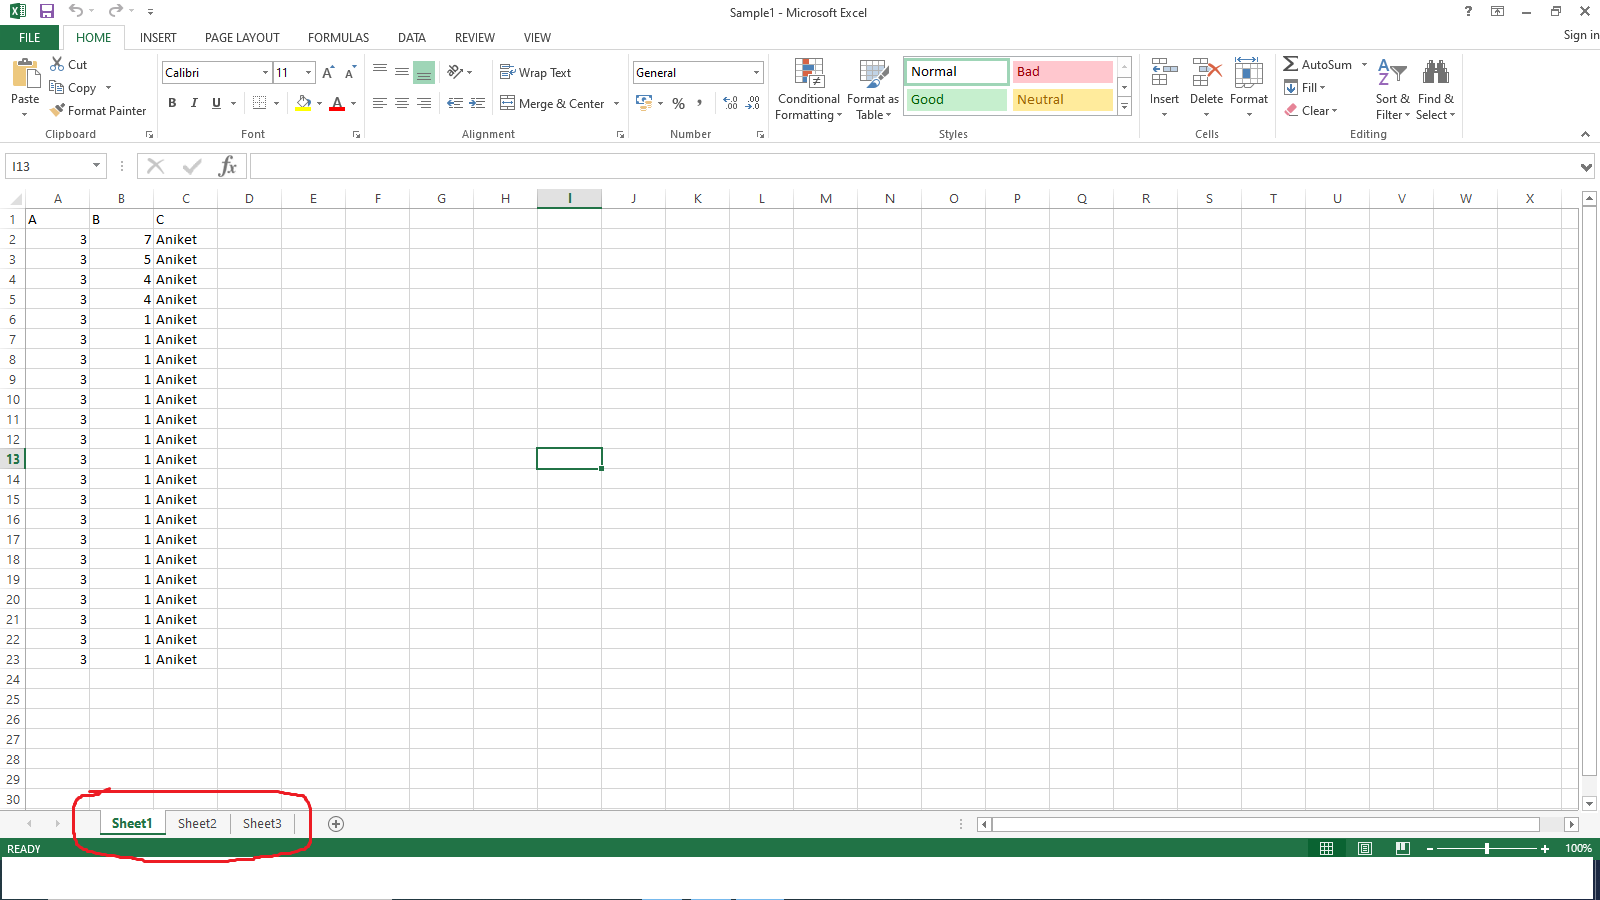 Sample1 - Microsoft Excel
?
FILE HOME INSERT PAGE LAYOUT FORMULAS DATA REVIEW VIEW Sign in
Paste Cut Copy Format Painter
Calibri 11 B I U A
Wrap Text Merge & Center
General % ,
Conditional Formatting Format as Table
Normal Bad
Good Neutral
Insert Delete Format
AutoSum Fill Clear Sort & Filter Find & Select
Clipboard Font Alignment Number Styles Cells Editing
I13 fx
A B C D E F G H I J K L M N O P Q R S T U V W X
1 A B C
2 3 7 Aniket
3 3 5 Aniket
4 3 4 Aniket
5 3 4 Aniket
6 3 1 Aniket
7 3 1 Aniket
8 3 1 Aniket
9 3 1 Aniket
10 3 1 Aniket
11 3 1 Aniket
12 3 1 Aniket
13 3 1 Aniket
14 3 1 Aniket
15 3 1 Aniket
16 3 1 Aniket
17 3 1 Aniket
18 3 1 Aniket
19 3 1 Aniket
20 3 1 Aniket
21 3 1 Aniket
22 3 1 Aniket
23 3 1 Aniket
24
25
26
27
28
29
30
Sheet1 Sheet2 Sheet3
READY 100%